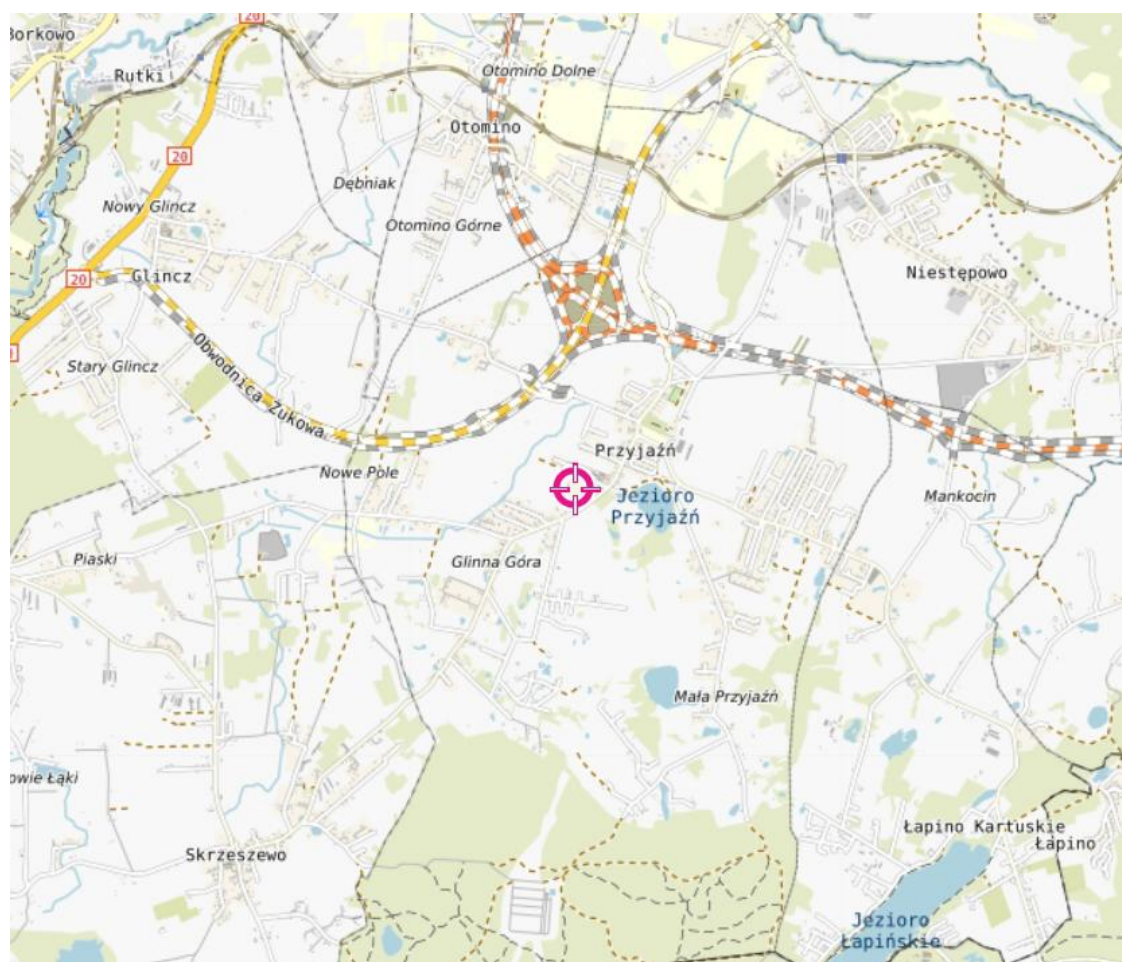 20
Borkowo
Rutki
Otomino Dolne
Otomino
20
Dębniak
Nowy Glincz
Otomino Górne
Niestępowo
20
Glincz
Obwodnica Żukowa
Stary Glincz
Przyjaźń
Nowe Pole
Jezioro
Przyjaźń
Mankocin
Piaski
Glinna Góra
Mała Przyjaźń
owie Łąki
Łapino Kartuskie
Łapino
Skrzeszewo
Jezioro
Łapińskie